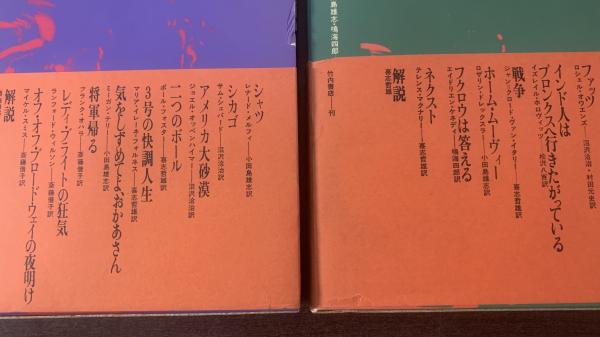 島雄志・鳴海四郎
竹内書店——刊
ファッツ
ロシェル・オウエンズ——沼沢洽治・村田元史訳
インド人は
ブロンクスへ行きたがっている
イズレイル・ホロヴィッツ——松沢八百訳
戦争
ジャン＝クロード・ヴァン・イタリー——喜志哲雄訳
ホーム・ムーヴィー
ロザリン・ドレックスラー——小田島雄志訳
フクロウは答える
エイドリエン・ケネディ——鳴海四郎訳
ネクスト
テレンス・マクナリー——喜志哲雄訳
解説
喜志哲雄
シャツ
レナード・メルフィ——小田島雄志訳
シカゴ
サム・シェパード——沼沢洽治訳
アメリカ大砂漠
ジョエル・オッペンハイマー——沼沢洽治訳
二つのボール
ポール・フォスター——喜志哲雄訳
3号の快調人生
マリア・アイレーネ・フォルネス——喜志哲雄訳
気をしずめてよ、おかあさん
ミーガン・テリー——小田島雄志訳
将軍帰る
フランク・オハラ——斎藤偕子訳
レディ・ブライトの狂気
ランフォード・ウィルソン——斎藤偕子訳
オフ・オフ・ブロードウェイの夜明け
マイケル・スミス——斎藤偕子訳
解説